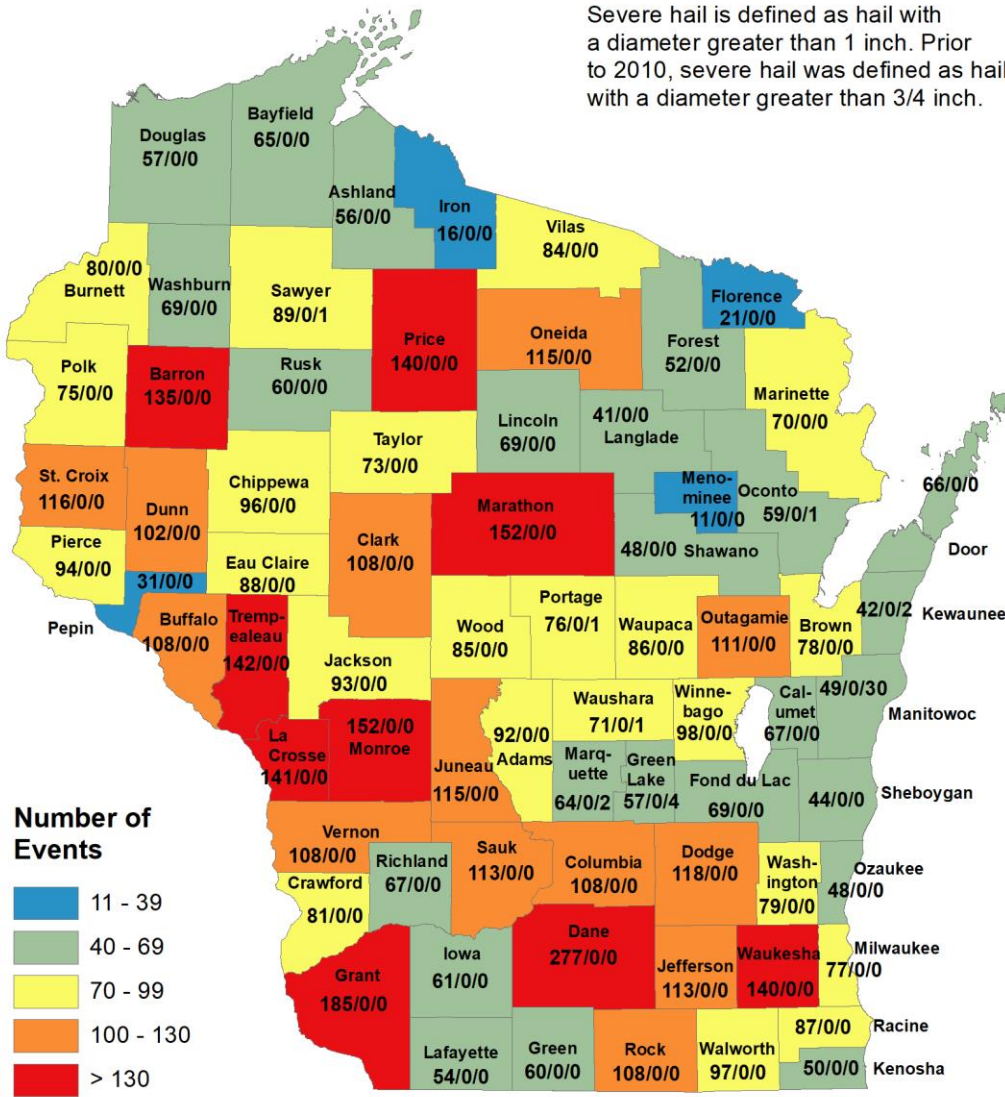 Severe hail is defined as hail with
a diameter greater than 1 inch. Prior
to 2010, severe hail was defined as hail
with a diameter greater than 3/4 inch.
Douglas
57/0/0
Bayfield
65/0/0
Ashland
56/0/0
Iron
16/0/0
Vilas
84/0/0
80/0/0
Burnett
Washburn
69/0/0
Sawyer
89/0/1
Price
140/0/0
Oneida
115/0/0
Forest
52/0/0
Florence
21/0/0
Marinette
70/0/0
Polk
75/0/0
Barron
135/0/0
Rusk
60/0/0
Lincoln
69/0/0
41/0/0
Langlade
Taylor
73/0/0
St. Croix
116/0/0
Dunn
102/0/0
Chippewa
96/0/0
Marathon
152/0/0
Meno-
minee
11/0/0
Oconto
59/0/1
66/0/0
Door
Pierce
94/0/0
31/0/0
Pepin
Eau Claire
88/0/0
Clark
108/0/0
48/0/0
Shawano
Buffalo
108/0/0
Tremp-
ealeau
142/0/0
Jackson
93/0/0
Wood
85/0/0
Portage
76/0/1
Waupaca
86/0/0
Outagamie
111/0/0
Brown
78/0/0
42/0/2
Kewaunee
La
Crosse
141/0/0
152/0/0
Monroe
Juneau
115/0/0
92/0/0
Adams
Waushara
71/0/1
Winne-
bago
98/0/0
Cal-
umet
67/0/0
49/0/30
Manitowoc
Marq-
uette
64/0/2
Green
Lake
57/0/4
Fond du Lac
69/0/0
44/0/0
Sheboygan
Vernon
108/0/0
Richland
67/0/0
Sauk
113/0/0
Columbia
108/0/0
Dodge
118/0/0
Wash-
ington
79/0/0
Ozaukee
48/0/0
Crawford
81/0/0
Grant
185/0/0
Iowa
61/0/0
Dane
277/0/0
Jefferson
113/0/0
Waukesha
140/0/0
Milwaukee
77/0/0
Lafayette
54/0/0
Green
60/0/0
Rock
108/0/0
Walworth
97/0/0
87/0/0
Racine
50/0/0
Kenosha
Number of
Events
11 - 39
40 - 69
70 - 99
100 - 130
> 130